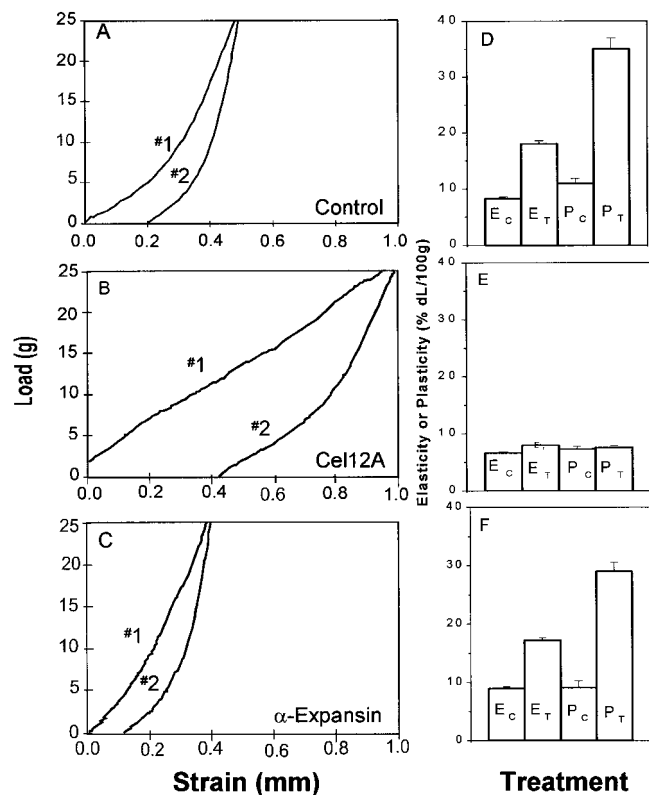 A
25
20
15
10
5
0
#1
#2
Control
0.0 0.2 0.4 0.6 0.8 1.0
B
25
20
15
10
5
0
#1
#2
Cel12A
0.0 0.2 0.4 0.6 0.8 1.0
C
25
20
15
10
5
0
#1
#2
α-Expansin
0.0 0.2 0.4 0.6 0.8 1.0
Load (g)
Strain (mm)
D
40
30
20
10
0
E C E T P C P T
E
40
30
20
10
0
E C E T P C P T
F
40
30
20
10
0
E C E T P C P T
Elasticity or Plasticity (% dL/100g)
Treatment